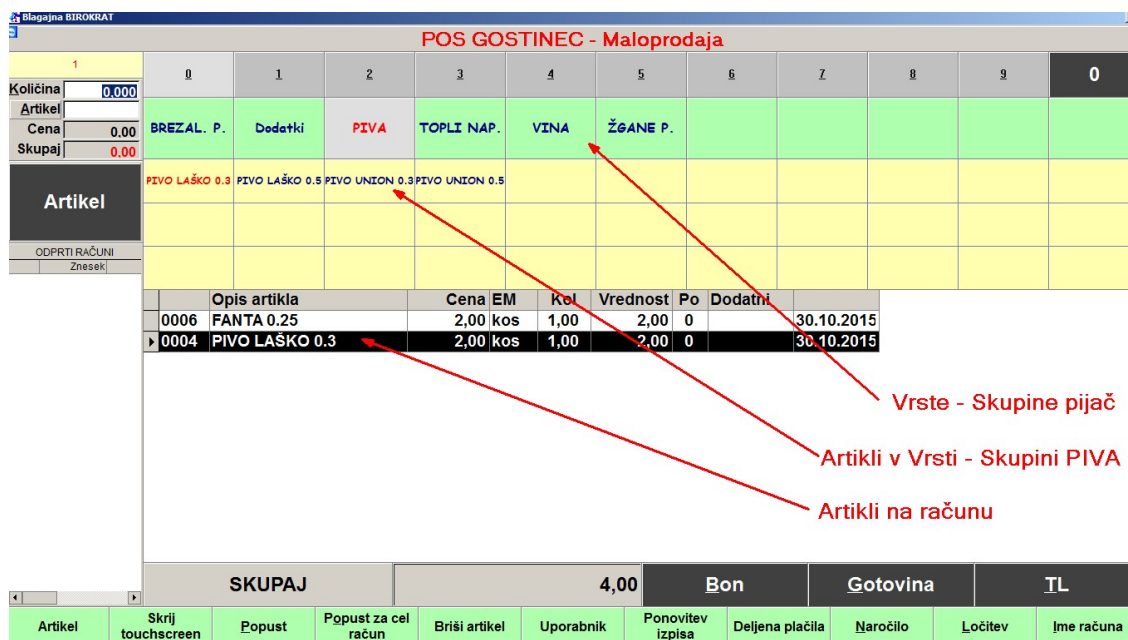 Blagajna BIROKRAT
POS GOSTINEC - Maloprodaja
1
Količina 0.000
Artikel
Cena 0.00
Skupaj 0.00
Artikel
ODPRTI RAČUNI
Znesek
0 1 2 3 4 5 6 7 8 9 0
BREZAL. P. Dodatki PIVA TOPLI NAP. VINA ŽGANE P.
PIVO LAŠKO 0.3 PIVO LAŠKO 0.5 PIVO UNION 0.3 PIVO UNION 0.5
Opis artikla Cena EM Kol Vrednost Po Dodatni
0006 FANTA 0.25 2,00 kos 1,00 2,00 0 30.10.2015
0004 PIVO LAŠKO 0.3 2,00 kos 1,00 2,00 0 30.10.2015
Vrste - Skupine pijač
Artikli v Vrsti - Skupini PIVA
Artikli na računu
SKUPAJ 4,00 Bon Gotovina TL
Artikel Skrij touchscreen Popust Popust za cel račun Briši artikel Uporabnik Ponovitev izpisa Deljena plačila Naročilo Ločitev Ime računa